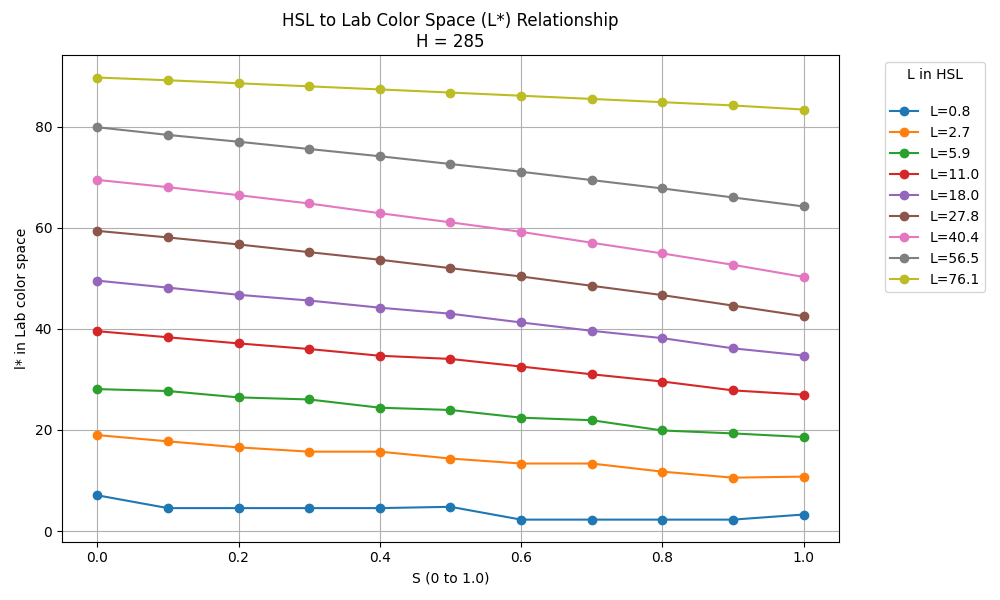 HSL to Lab Color Space (L*) Relationship
H = 285
l* in Lab color space
80
60
40
20
0
0.0 0.2 0.4 0.6 0.8 1.0
S (0 to 1.0)
L in HSL
L=0.8
L=2.7
L=5.9
L=11.0
L=18.0
L=27.8
L=40.4
L=56.5
L=76.1